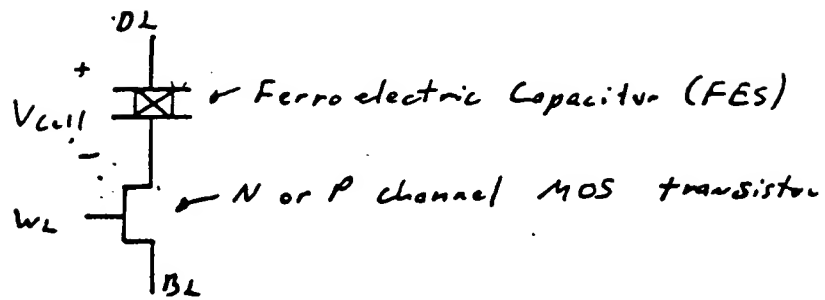 DL
+
Ferroelectric Capacitor (FES)
VCell
-
N or P channel MOS transistor
WL
BL